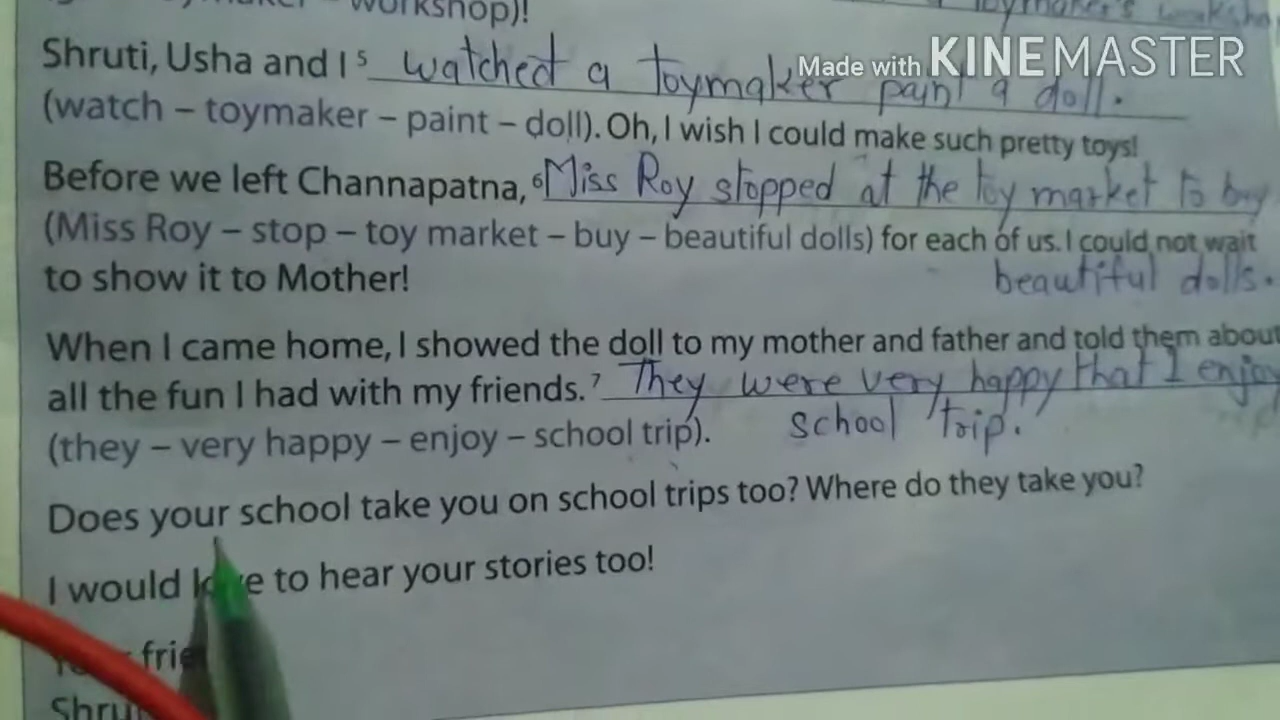 workshop)!
toymaker's worksho
Made with KINEMASTER
Shruti, Usha and I 5 watched a toymaker paint a doll.
(watch – toymaker – paint – doll). Oh, I wish I could make such pretty toys!
Before we left Channapatna, 6 Miss Roy stopped at the toy market to buy
(Miss Roy – stop – toy market – buy – beautiful dolls) for each of us. I could not wait
to show it to Mother!
beautiful dolls.
When I came home, I showed the doll to my mother and father and told them about
all the fun I had with my friends. 7 They were very happy that I enjoy
(they – very happy – enjoy – school trip).
school trip.
Does your school take you on school trips too? Where do they take you?
I would love to hear your stories too!